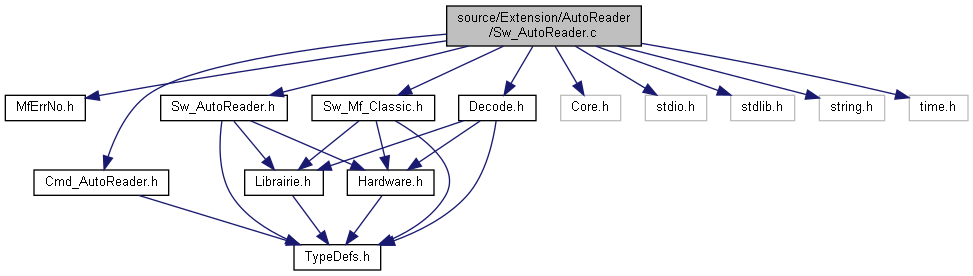 source/Extension/AutoReader
/Sw_AutoReader.c
MfErrNo.h
Sw_AutoReader.h
Sw_Mf_Classic.h
Decode.h
Core.h
stdio.h
stdlib.h
string.h
time.h
Cmd_AutoReader.h
Librairie.h
Hardware.h
TypeDefs.h